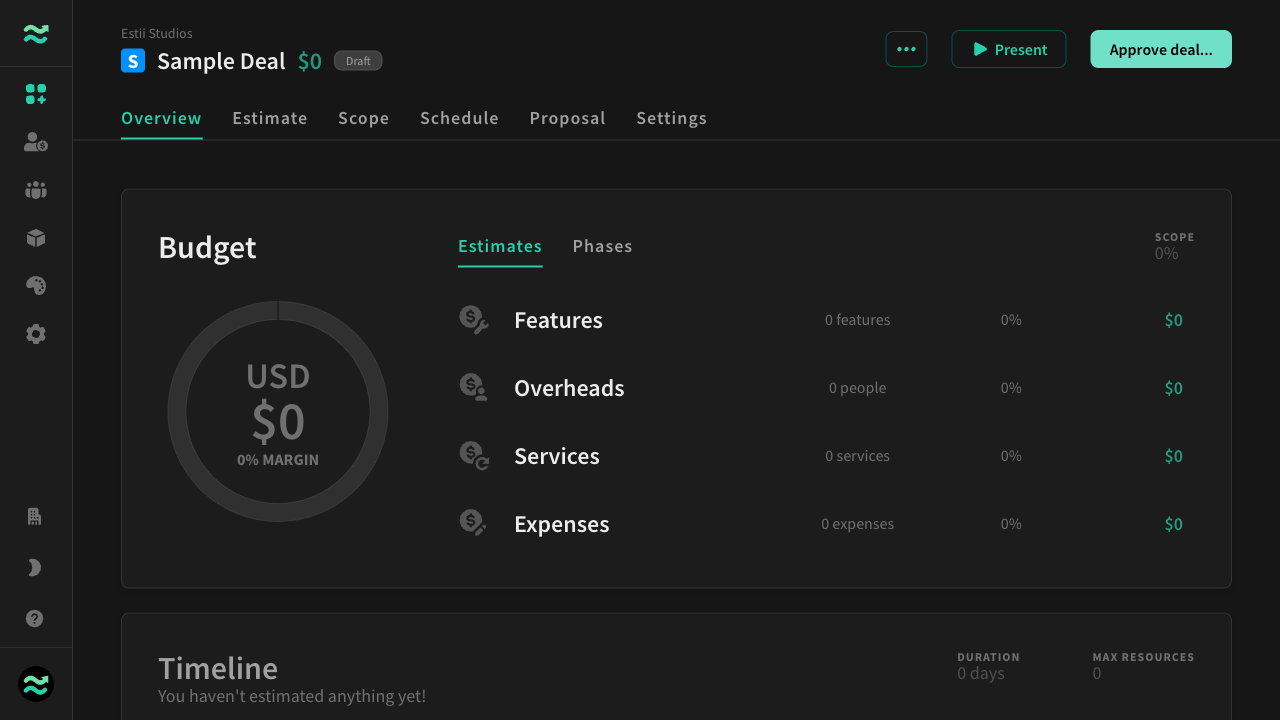 Estii Studios
S Sample Deal $0 Draft
... Present Approve deal...
Overview Estimate Scope Schedule Proposal Settings
Budget
Estimates Phases
SCOPE
0%
USD
$0
0% MARGIN
Features 0 features 0% $0
Overheads 0 people 0% $0
Services 0 services 0% $0
Expenses 0 expenses 0% $0
Timeline
You haven't estimated anything yet!
DURATION
0 days
MAX RESOURCES
0